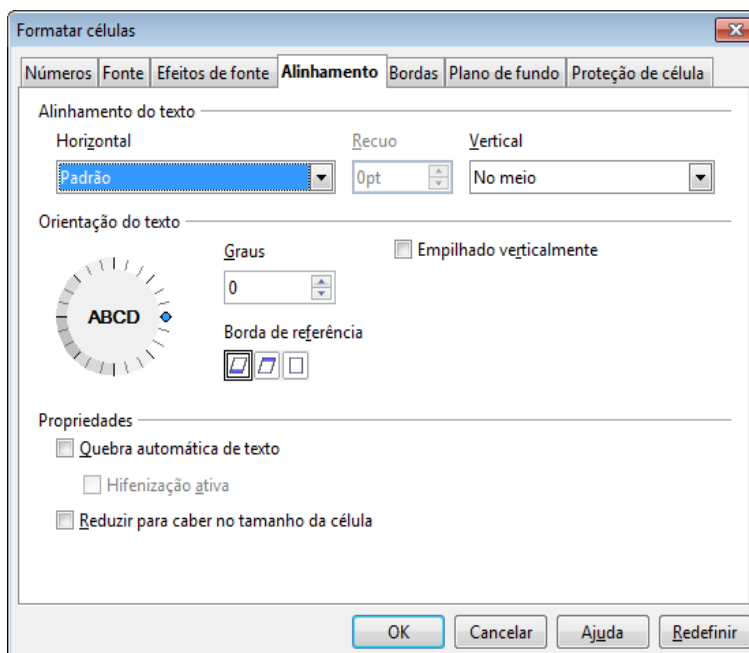 Formatar células
Números Fonte Efeitos de fonte Alinhamento Bordas Plano de fundo Proteção de célula
Alinhamento do texto
Horizontal Recuo Vertical
Padrão 0pt No meio
Orientação do texto
Graus Empilhado verticalmente
0
ABCD
Borda de referência
Propriedades
Quebra automática de texto
Hifenização ativa
Reduzir para caber no tamanho da célula
OK Cancelar Ajuda Redefinir